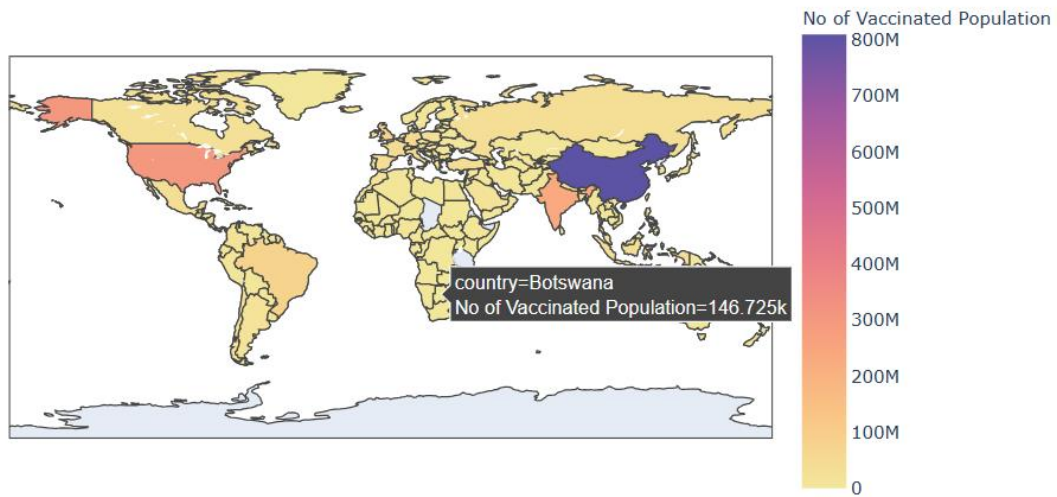 No of Vaccinated Population
800M
700M
600M
500M
400M
300M
200M
100M
0
country=Botswana
No of Vaccinated Population=146.725k